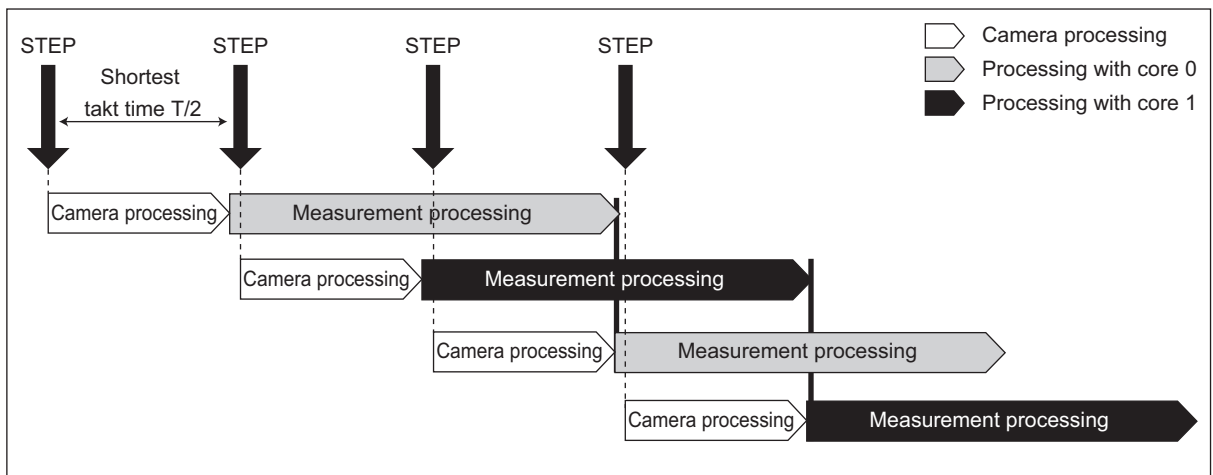 STEP STEP STEP STEP
Shortest
takt time T/2
Camera processing
Processing with core 0
Processing with core 1
Camera processing Measurement processing
Camera processing Measurement processing
Camera processing Measurement processing
Camera processing Measurement processing